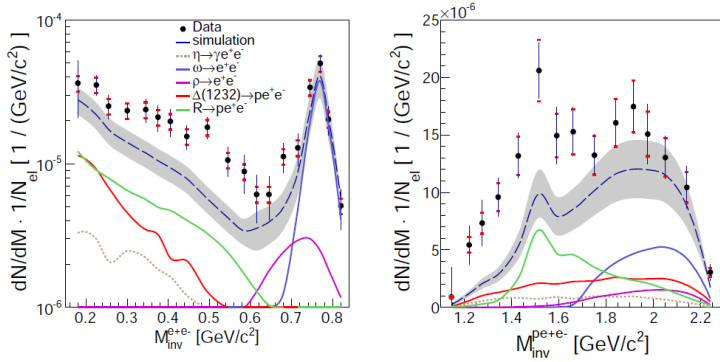 10⁻⁴
10⁻⁵
10⁻⁶
dN/dM · 1/N_el [ 1 / (GeV/c²) ]
Data
simulation
η→γe⁺e⁻
ω→e⁺e⁻
ρ→e⁺e⁻
Δ(1232)→pe⁺e⁻
R→pe⁺e⁻
0.2 0.3 0.4 0.5 0.6 0.7 0.8
M_inv^e+e- [GeV/c²]
×10⁻⁶
25
20
15
10
5
0
dN/dM · 1/N_el [ 1 / (GeV/c²) ]
1.2 1.4 1.6 1.8 2 2.2
M_inv^pe+e- [GeV/c²]